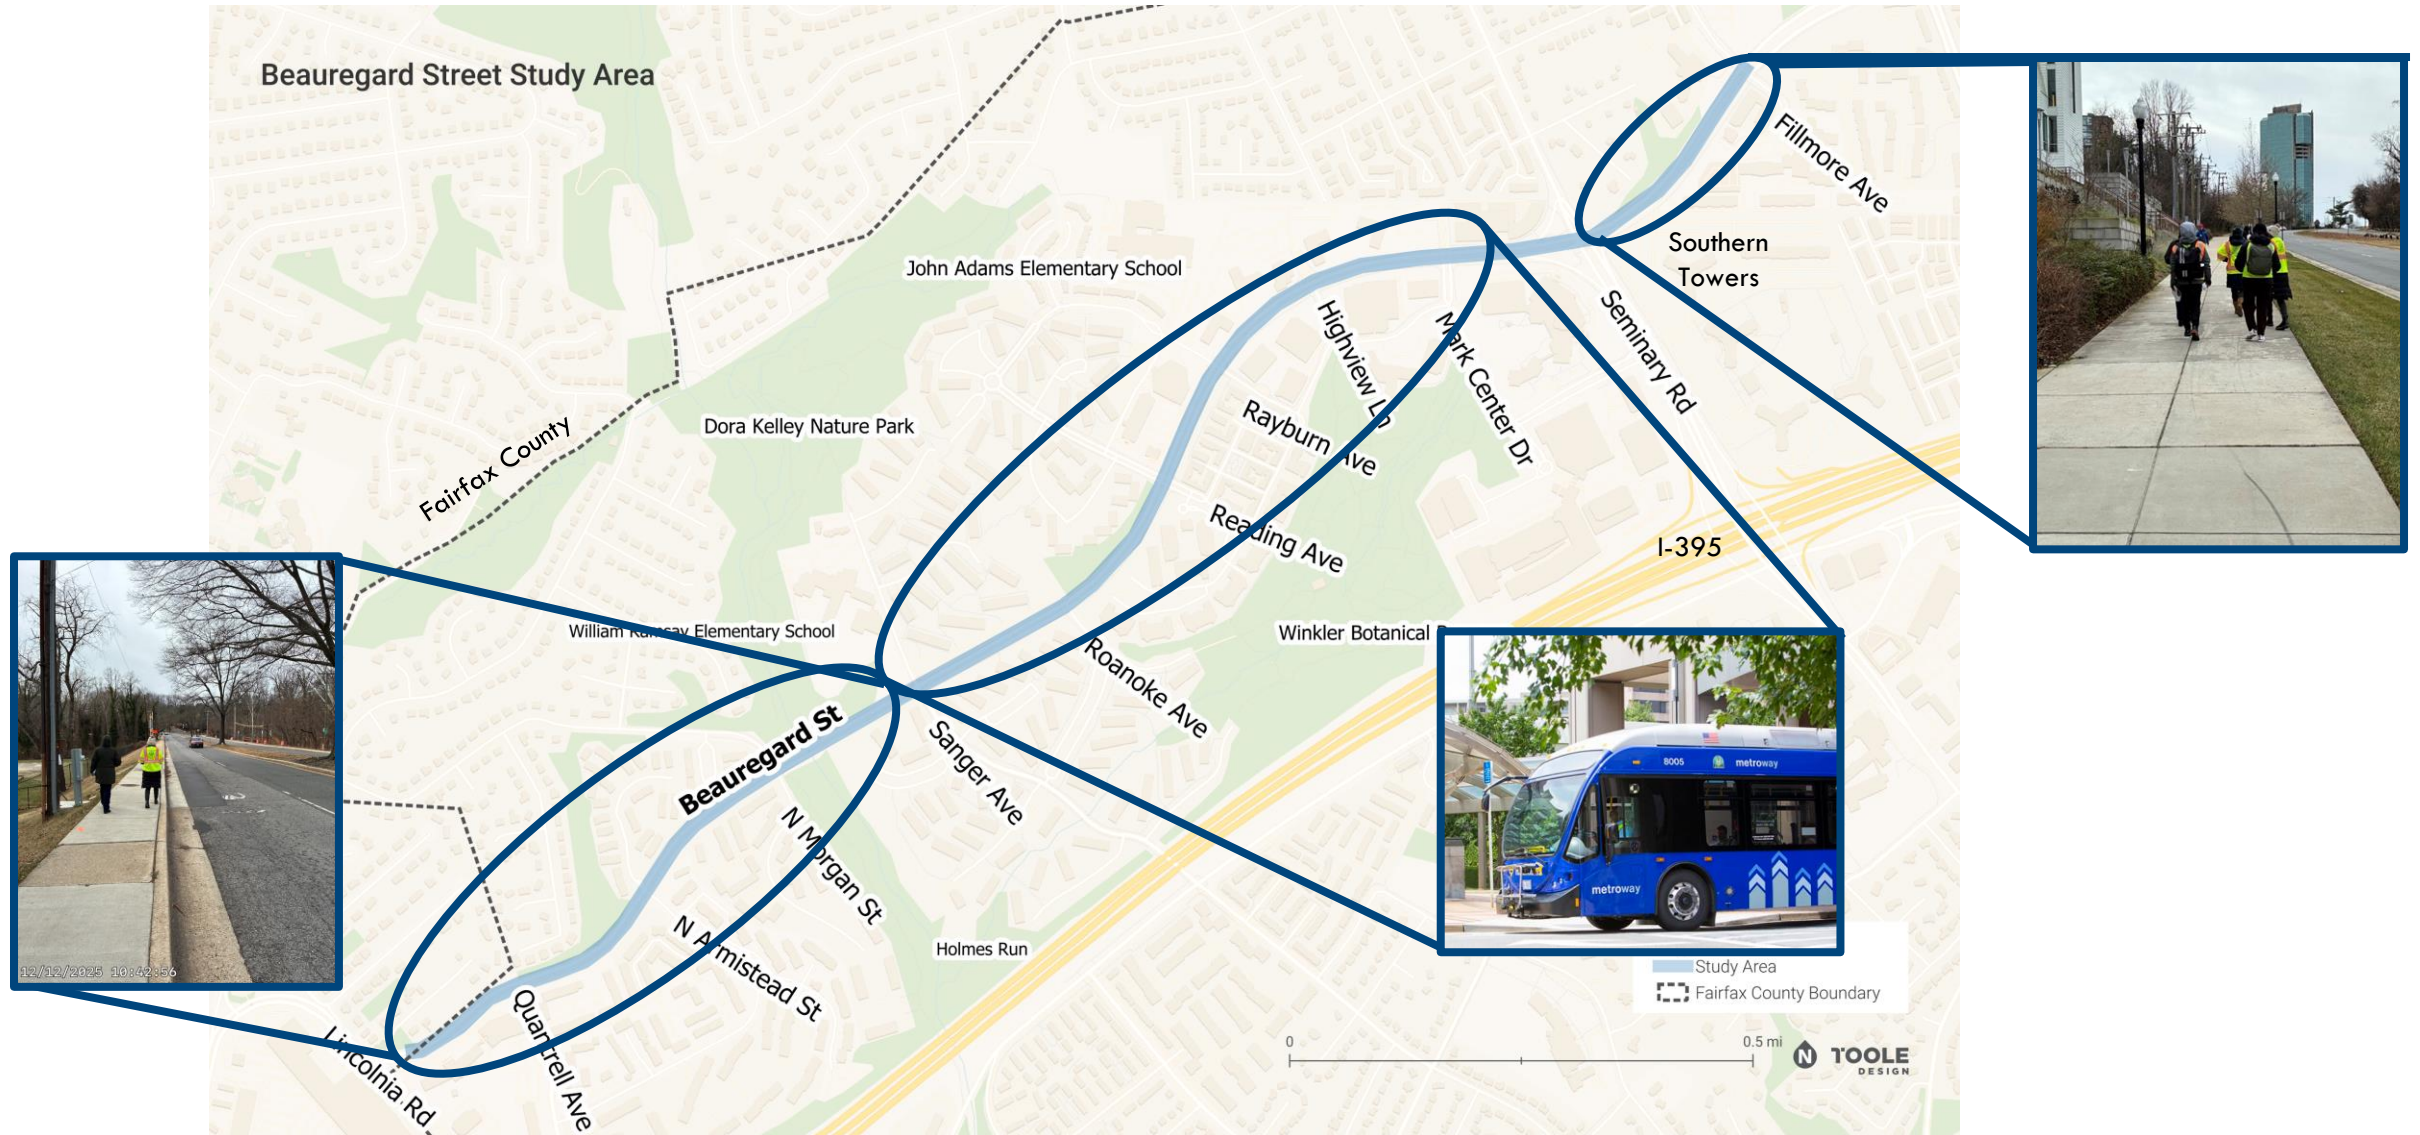 Beauregard Street Study Area
Fillmore Ave
Southern
Towers
John Adams Elementary School
Seminary Rd
Highview Ln
Mark Center Dr
Dora Kelley Nature Park
Rayburn Ave
Fairfax County
Reading Ave
I-395
William Ramsay Elementary School
Winkler Botanical
Roanoke Ave
Beauregard St
Sanger Ave
8005 metroway
metroway
N Morgan St
N Armistead St
Holmes Run
12/12/2025 10:42:56
Quantrell Ave
Lincolnia Rd
Study Area
Fairfax County Boundary
0 0.5 mi
N TOOLE
DESIGN